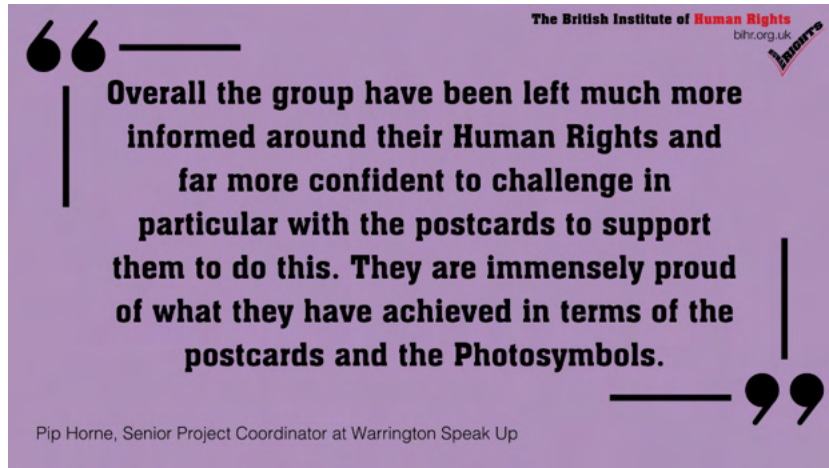 The British Institute of Human Rights
bihr.org.uk
RIGHTS
Overall the group have been left much more
informed around their Human Rights and
far more confident to challenge in
particular with the postcards to support
them to do this. They are immensely proud
of what they have achieved in terms of the
postcards and the Photosymbols.
Pip Horne, Senior Project Coordinator at Warrington Speak Up